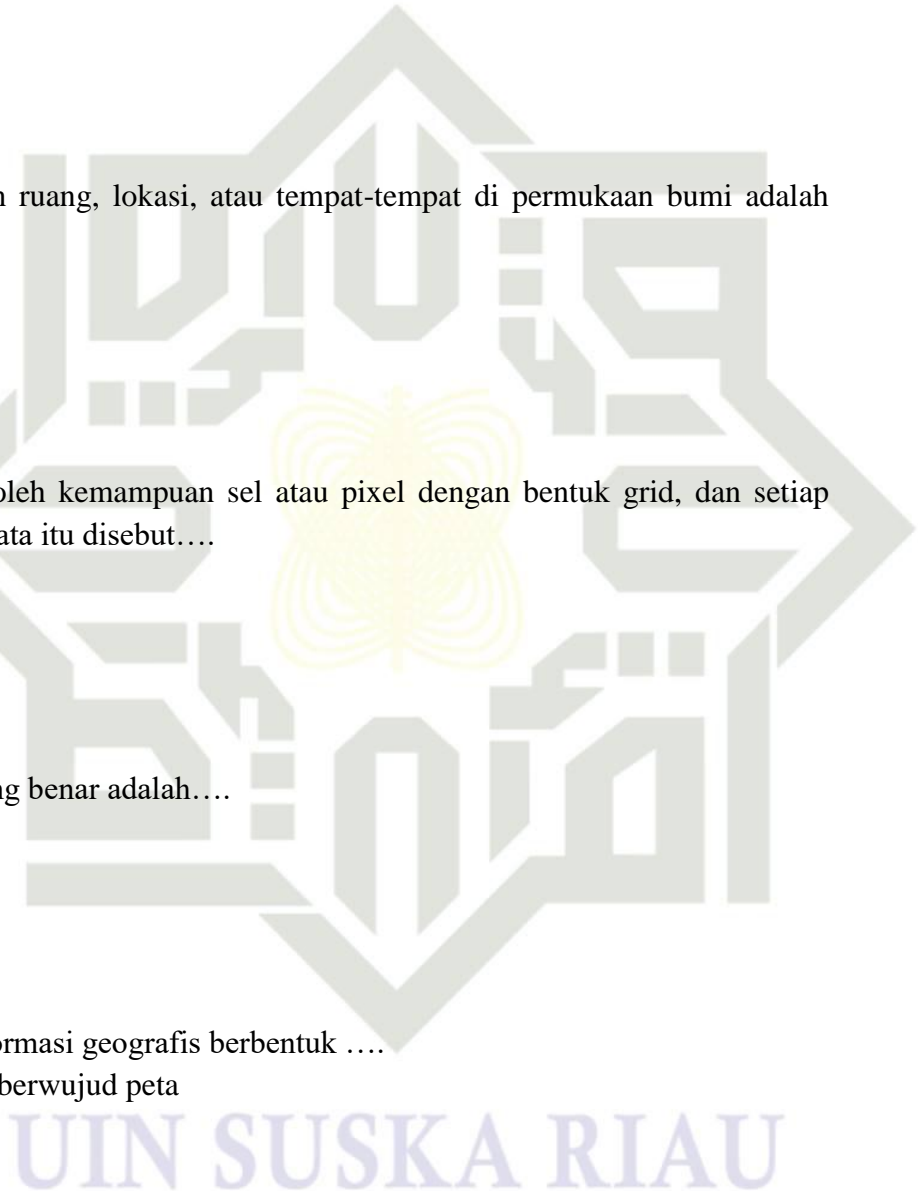 ruang, lokasi, atau tempat-tempat di permukaan bumi adalah
oleh kemampuan sel atau pixel dengan bentuk grid, dan setiap
ata itu disebut….
ng benar adalah….
ormasi geografis berbentuk ….
berwujud peta
UIN SUSKA RIAU